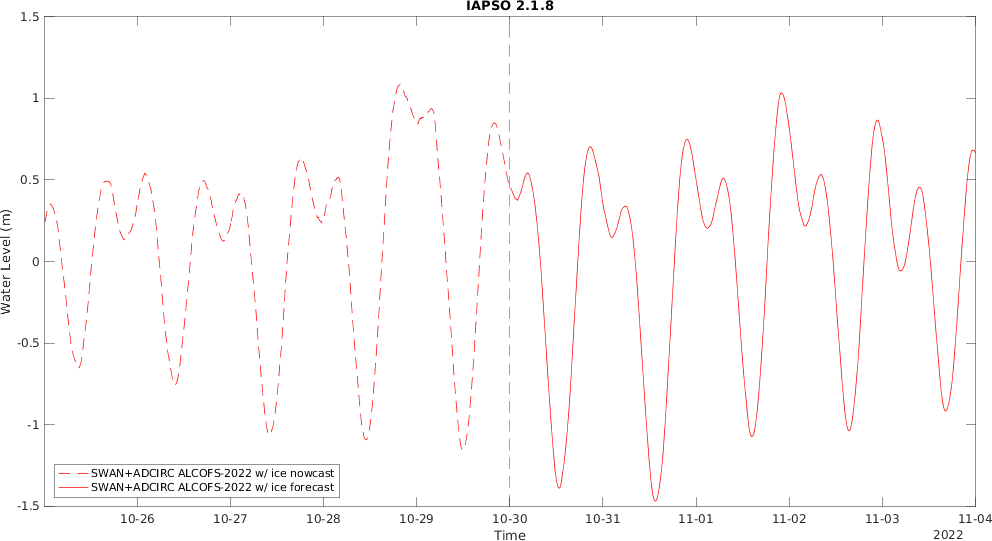 IAPSO 2.1.8
1.5
1
0.5
0
-0.5
-1
-1.5
Water Level (m)
SWAN+ADCIRC ALCOFS-2022 w/ ice nowcast
SWAN+ADCIRC ALCOFS-2022 w/ ice forecast
10-26 10-27 10-28 10-29 10-30 10-31 11-01 11-02 11-03 11-04
Time
2022